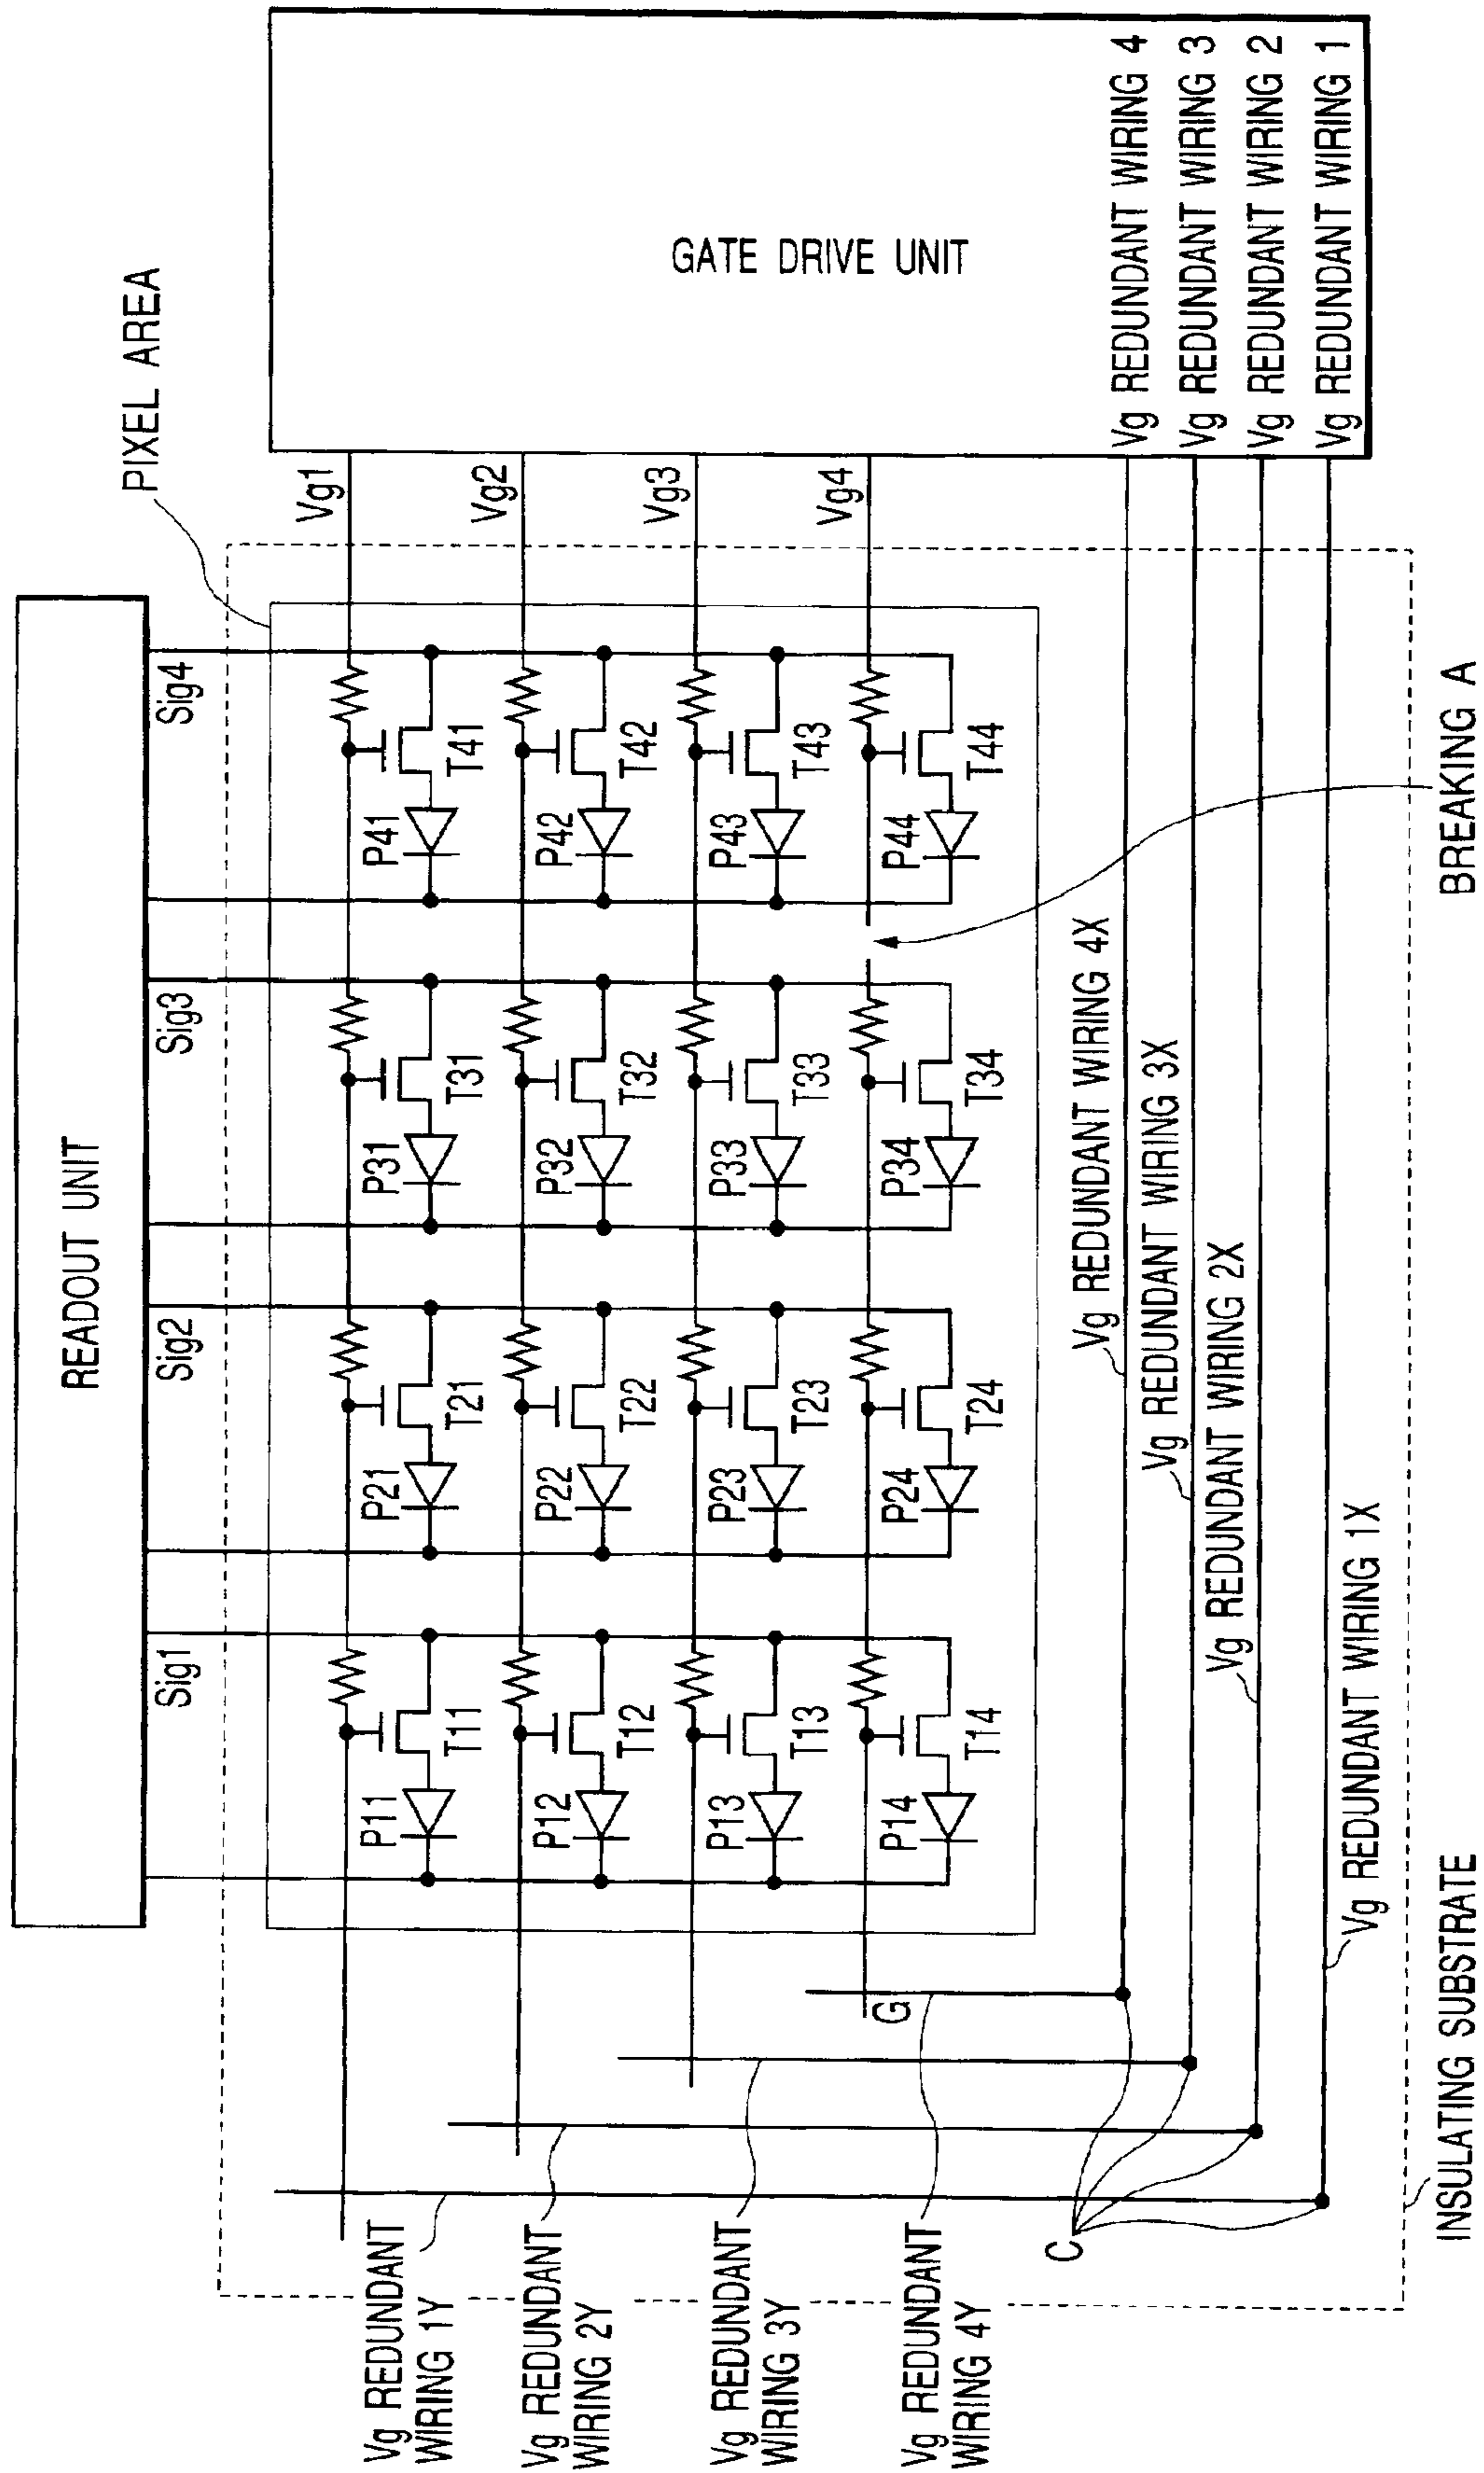 READOUT UNIT
Sig1
Sig2
Sig3
Sig4
PIXEL AREA
GATE DRIVE UNIT
Vg1
Vg2
Vg3
Vg4
Vg REDUNDANT WIRING 4
Vg REDUNDANT WIRING 3
Vg REDUNDANT WIRING 2
Vg REDUNDANT WIRING 1
P11
T11
P21
T21
P31
T31
P41
T41
P12
T12
P22
T22
P32
T32
P42
T42
P13
T13
P23
T23
P33
T33
P43
T43
P14
T14
P24
T24
P34
T34
P44
T44
G
C
Vg REDUNDANT
WIRING 1Y
Vg REDUNDANT
WIRING 2Y
Vg REDUNDANT
WIRING 3Y
Vg REDUNDANT
WIRING 4Y
Vg REDUNDANT WIRING 4X
Vg REDUNDANT WIRING 3X
Vg REDUNDANT WIRING 2X
Vg REDUNDANT WIRING 1X
INSULATING SUBSTRATE
BREAKING A